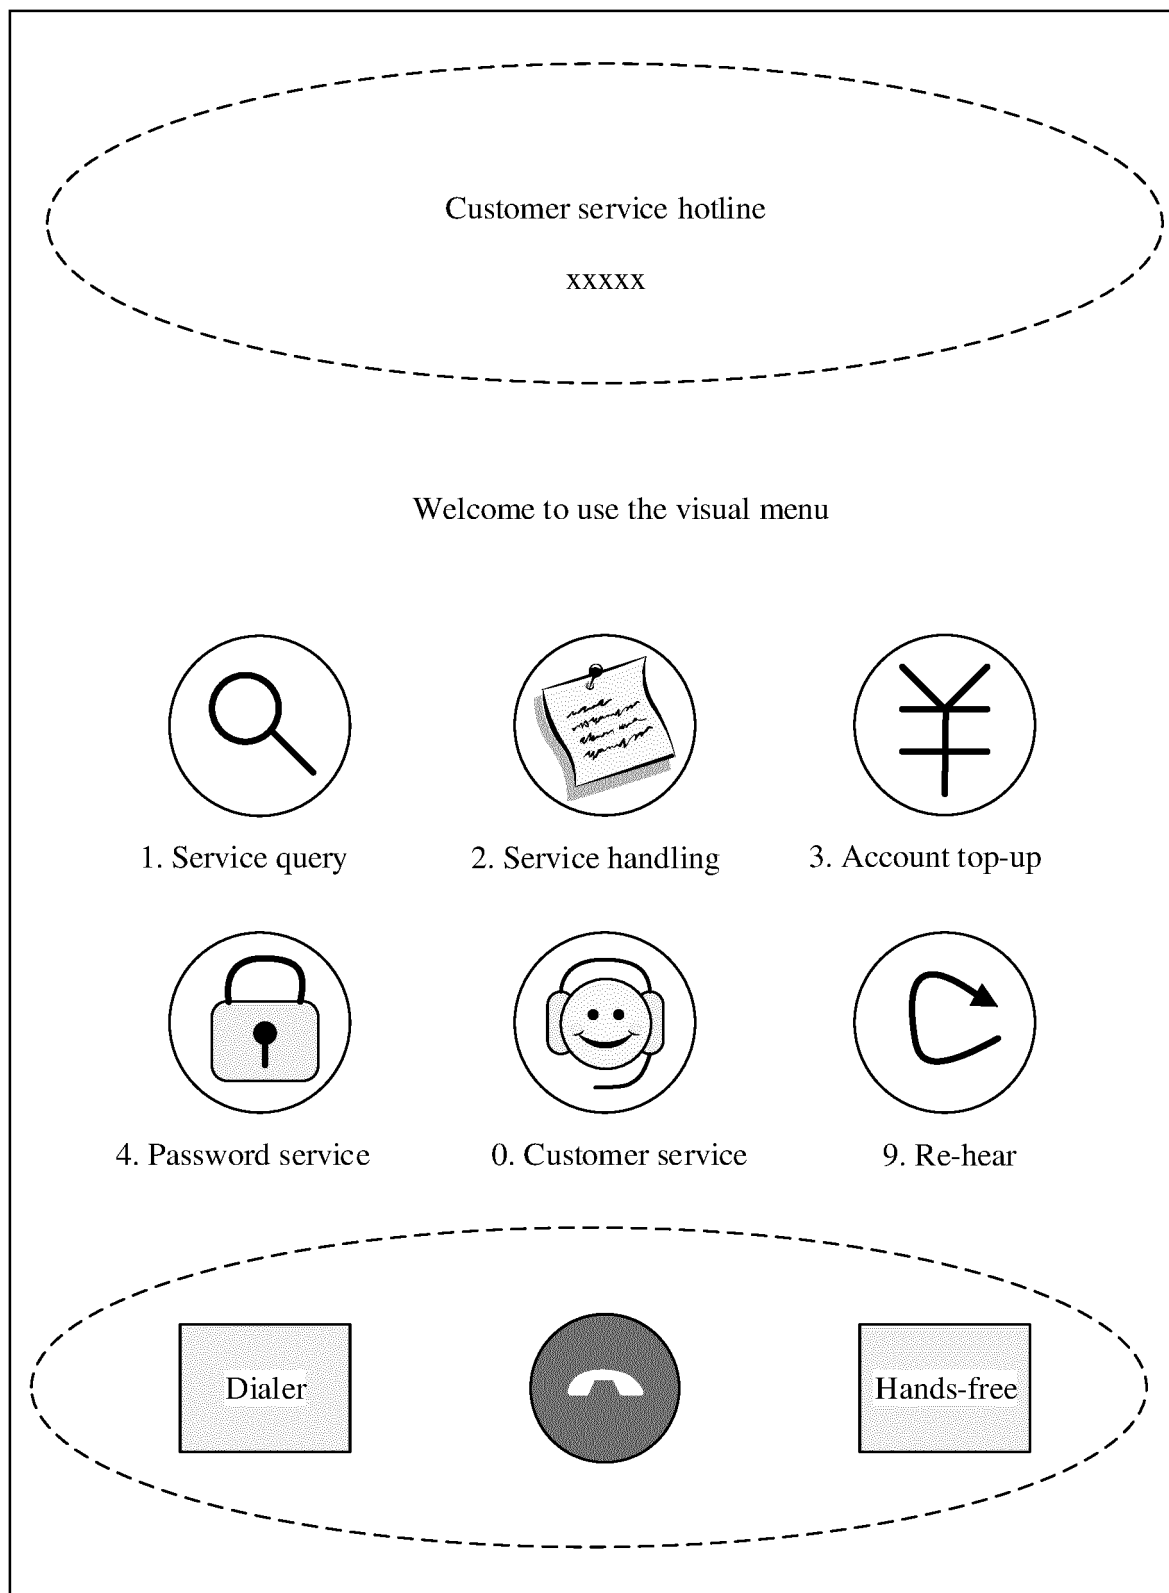 Customer service hotline
xxxxx
Welcome to use the visual menu
1. Service query
2. Service handling
3. Account top-up
4. Password service
0. Customer service
9. Re-hear
Dialer
Hands-free